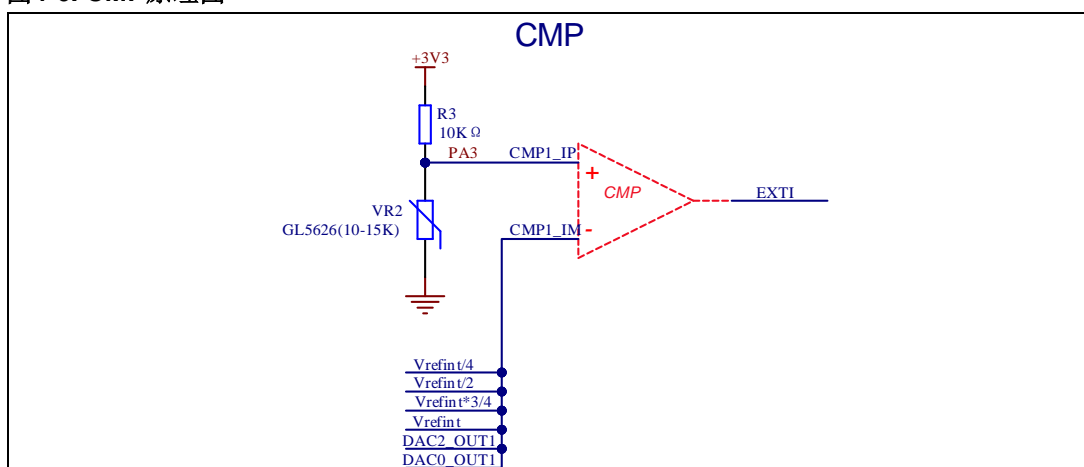 CMP
+3V3
R3
10KΩ
PA3
CMP1_IP
+
CMP
EXTI
VR2
GL5626(10-15K)
CMP1_IM
-
Vrefint/4
Vrefint/2
Vrefint*3/4
Vrefint
DAC2_OUT1
DAC0_OUT1